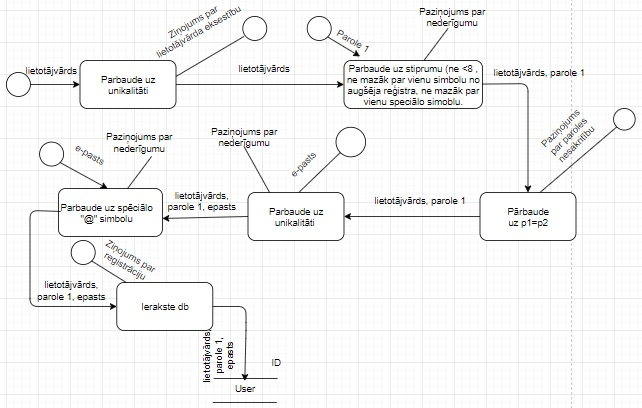 Ziņojums par
lietotājvārda eksestību
lietotājvārds
Parbaude uz
unikalitāti
lietotājvārds
Parole 1
Paziņojums par
nederīgumu
Parbaude uz stiprumu (ne <8 ,
ne mazāk par vienu simbolu no
augšēja reģistra, ne mazāk par
vienu speciālo simoblu.
lietotājvārds, parole 1
Paziņojums
par paroles
nesakritību
Pārbaude
uz p1=p2
lietotājvārds, parole 1
Paziņojums par
nederīgumu
e-pasts
Parbaude uz
unikalitāti
lietotājvārds,
parole 1, epasts
Paziņojums par
nederīgumu
e-pasts
Parbaude uz spēciālo
"@" simbolu
lietotājvārds,
parole 1, epasts
Ziņojums par
registrāciju
Ierakste db
lietotājvārds,
parole 1,
epasts
ID
User